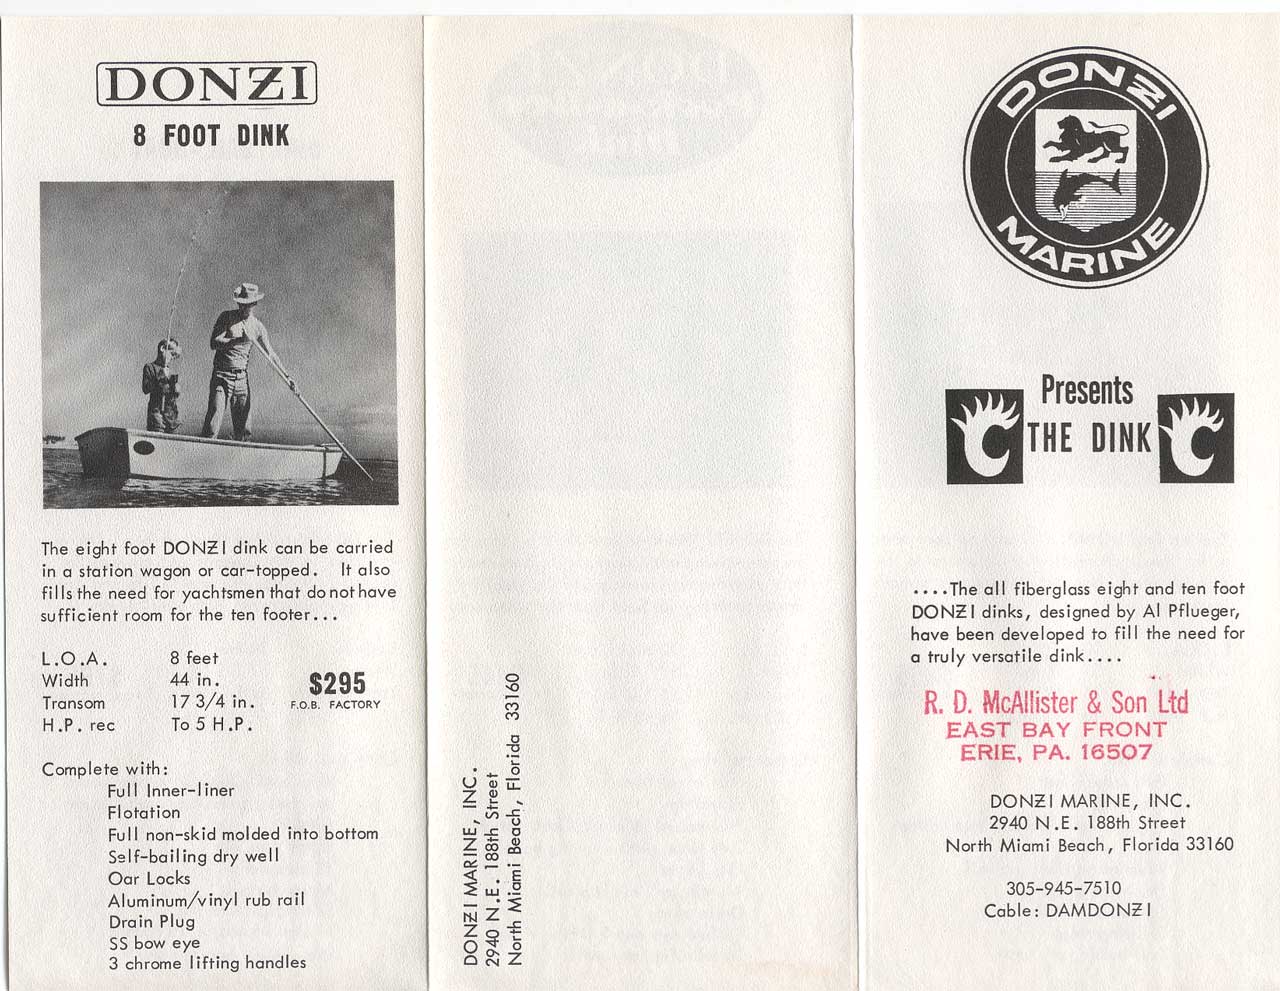 DONZI
8 FOOT DINK
The eight foot DONZI dink can be carried
in a station wagon or car-topped. It also
fills the need for yachtsmen that do not have
sufficient room for the ten footer...
L.O.A. 8 feet
Width 44 in.
Transom 17 3/4 in.
H.P. rec To 5 H.P.
$295
F.O.B. FACTORY
Complete with:
Full Inner-liner
Flotation
Full non-skid molded into bottom
Self-bailing dry well
Oar Locks
Aluminum/vinyl rub rail
Drain Plug
SS bow eye
3 chrome lifting handles
DONZI MARINE, INC.
2940 N.E. 188th Street
North Miami Beach, Florida 33160
DONZI
MARINE
Presents
THE DINK
....The all fiberglass eight and ten foot
DONZI dinks, designed by Al Pflueger,
have been developed to fill the need for
a truly versatile dink....
R. D. McAllister & Son Ltd
EAST BAY FRONT
ERIE, PA. 16507
DONZI MARINE, INC.
2940 N.E. 188th Street
North Miami Beach, Florida 33160
305-945-7510
Cable: DAMDONZI